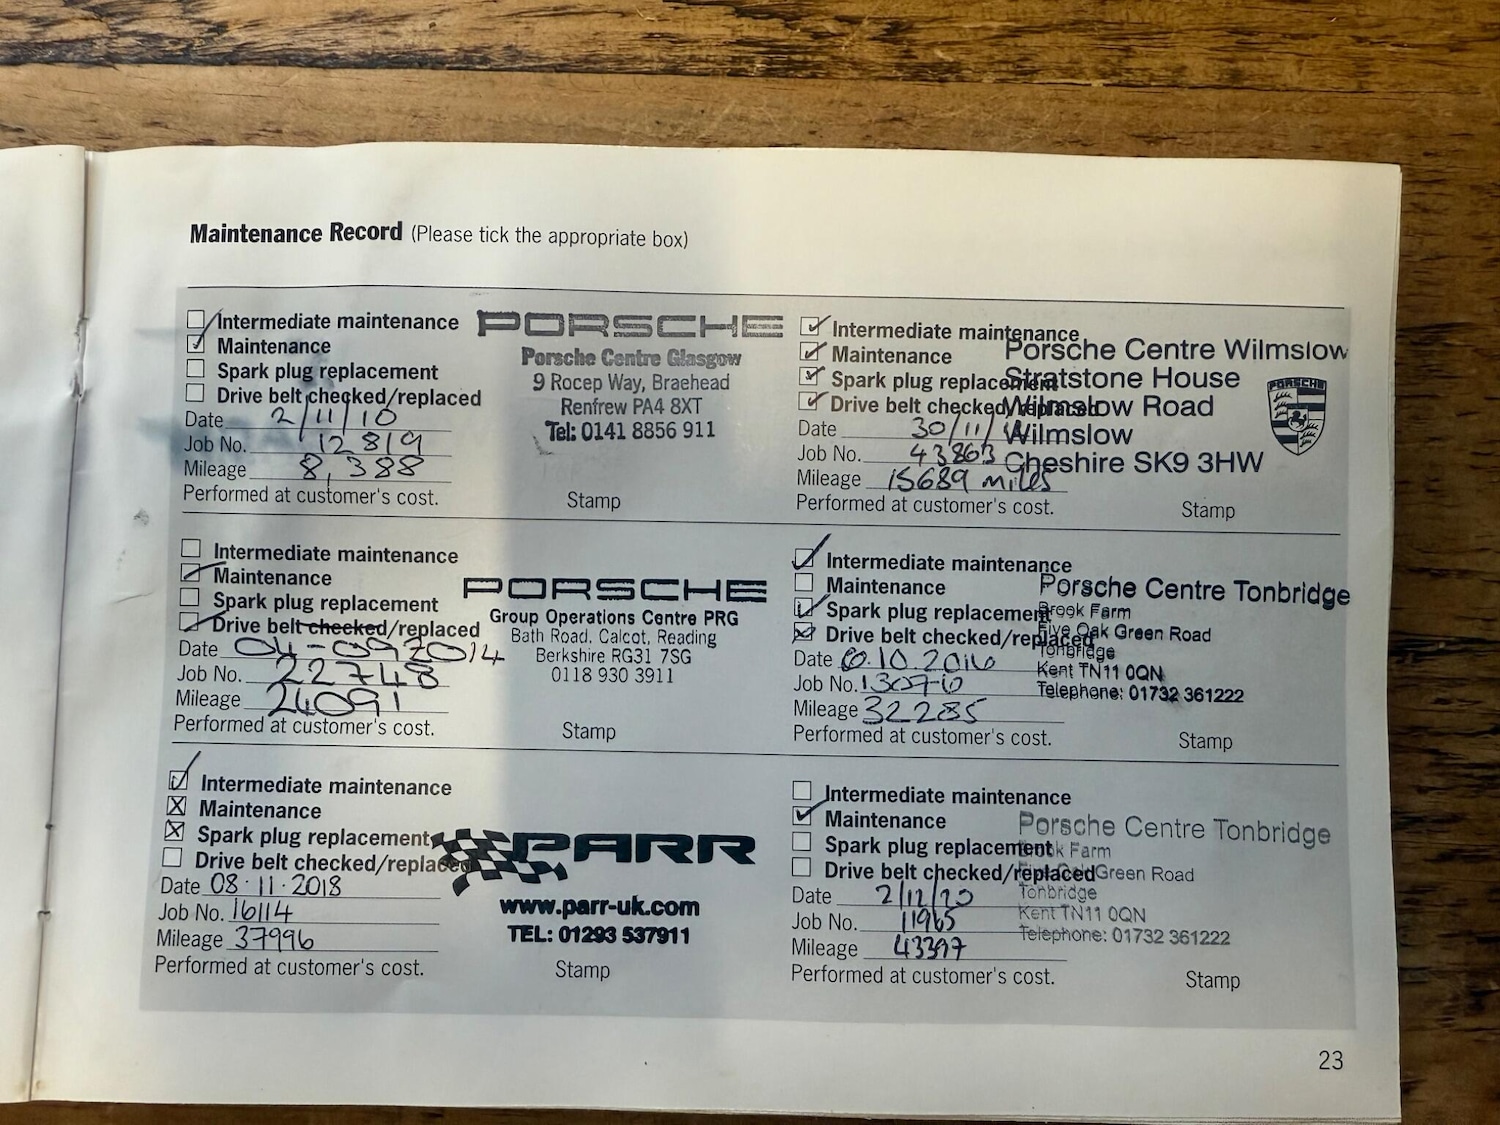 Maintenance Record (Please tick the appropriate box)
Intermediate maintenance
Maintenance
Spark plug replacement
Drive belt checked/replaced
Date 2/11/10
Job No. 12819
Mileage 8,388
Performed at customer's cost.
PORSCHE
Porsche Centre Glasgow
9 Rocep Way, Braehead
Renfrew PA4 8XT
Tel: 0141 8856 911
Stamp
Intermediate maintenance
Maintenance
Spark plug replacement
Drive belt checked/replaced
Date 30/11/
Job No. 43863
Mileage 15689 miles
Performed at customer's cost.
Porsche Centre Wilmslow
Stratstone House
Wilmslow Road
Wilmslow
Cheshire SK9 3HW
PORSCHE
Stamp
Intermediate maintenance
Maintenance
Spark plug replacement
Drive belt checked/replaced
Date 04-09-2014
Job No. 22748
Mileage 24091
Performed at customer's cost.
PORSCHE
Group Operations Centre PRG
Bath Road, Calcot, Reading
Berkshire RG31 7SG
0118 930 3911
Stamp
Intermediate maintenance
Maintenance
Spark plug replacement
Drive belt checked/replaced
Date 10.2016
Job No.
Mileage 32285
Performed at customer's cost.
Porsche Centre Tonbridge
Brook Farm
Five Oak Green Road
Tonbridge
Kent TN11 0QN
Telephone: 01732 361222
Stamp
Intermediate maintenance
Maintenance
Spark plug replacement
Drive belt checked/replaced
Date 08.11.2018
Job No. 16114
Mileage 37996
Performed at customer's cost.
PARR
www.parr-uk.com
TEL: 01293 537911
Stamp
Intermediate maintenance
Maintenance
Spark plug replacement
Drive belt checked/replaced
Date 2/12/20
Job No. 11965
Mileage 43397
Performed at customer's cost.
Porsche Centre Tonbridge
Brook Farm
Five Oak Green Road
Tonbridge
Kent TN11 0QN
Telephone: 01732 361222
Stamp
23